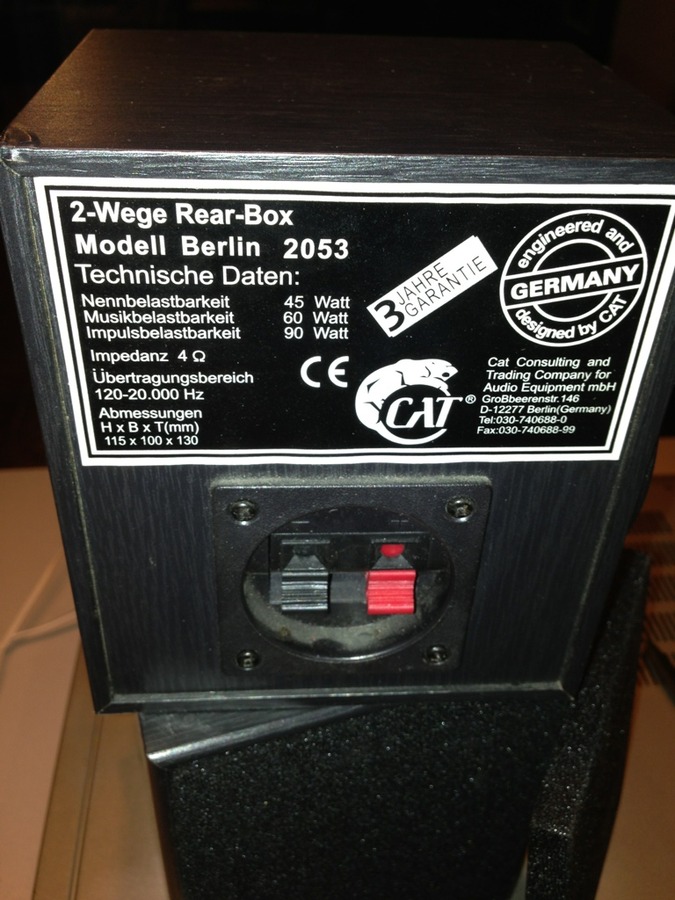 2-Wege Rear-Box
Modell Berlin 2053
Technische Daten:
Nennbelastbarkeit 45 Watt
Musikbelastbarkeit 60 Watt
Impulsbelastbarkeit 90 Watt
Impedanz 4 Ω
Übertragungsbereich
120-20.000 Hz
Abmessungen
H x B x T(mm)
115 x 100 x 130
3 JAHRE
GARANTIE
CE
engineered and
GERMANY
designed by CAT
CAT®
Cat Consulting and
Trading Company for
Audio Equipment mbH
Großbeerenstr.146
D-12277 Berlin(Germany)
Tel:030-740688-0
Fax:030-740688-99
− +